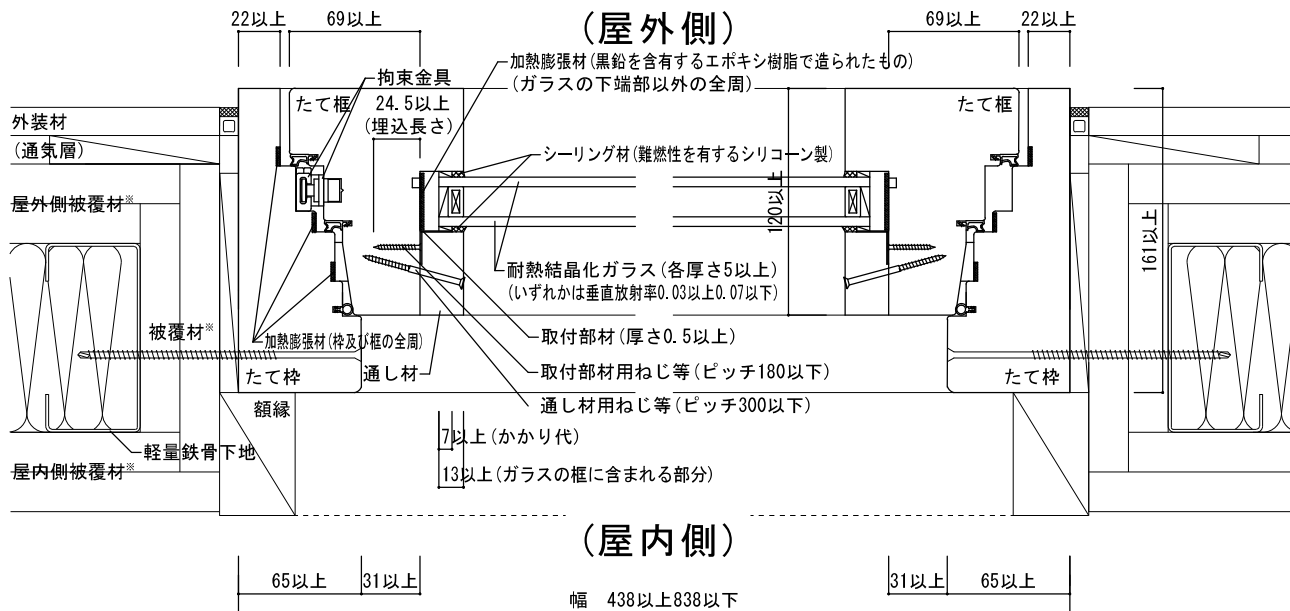 22以上
69以上
(屋外側)
69以上
22以上
加熱膨張材(黒鉛を含有するエポキシ樹脂で造られたもの)
(ガラスの下端部以外の全周)
拘束金具
たて框
24.5以上
(埋込長さ)
たて框
外装材
(通気層)
シーリング材(難燃性を有するシリコーン製)
屋外側被覆材※
120以上
161以上
耐熱結晶化ガラス(各厚さ5以上)
(いずれかは垂直放射率0.03以上0.07以下)
被覆材※
加熱膨張材(枠及び框の全周)
取付部材(厚さ0.5以上)
通し材
取付部材用ねじ等(ピッチ180以下)
たて枠
たて枠
額縁
通し材用ねじ等(ピッチ300以下)
軽量鉄骨下地
7以上(かかり代)
屋内側被覆材※
13以上(ガラスの框に含まれる部分)
(屋内側)
65以上
31以上
31以上
65以上
幅 438以上838以下